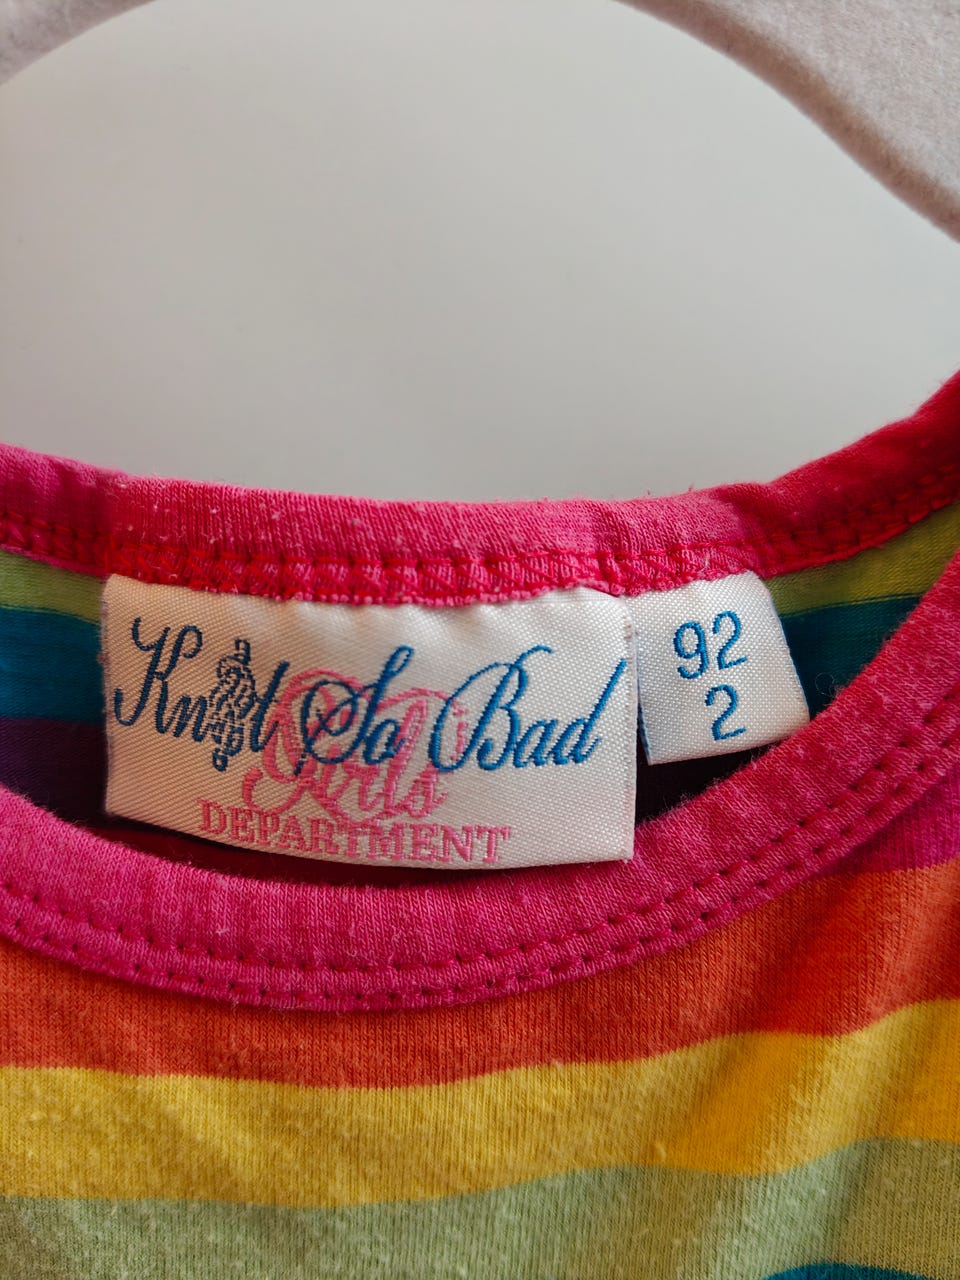 Knot So Bad
Girls
DEPARTMENT
92
2